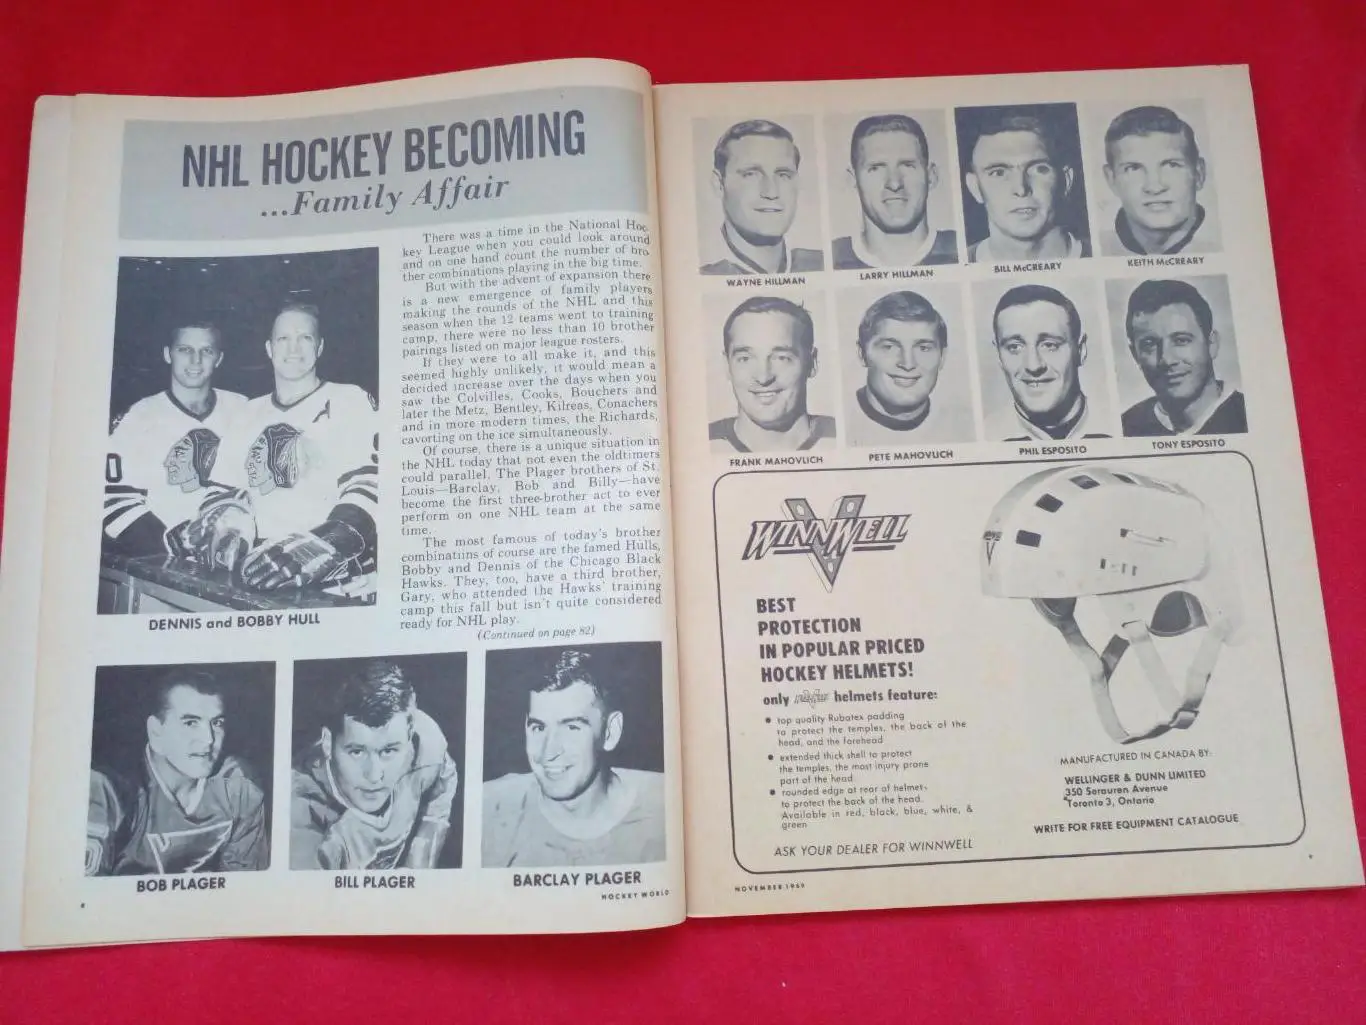 NHL HOCKEY BECOMING
...Family Affair
There was a time in the National Hoc-
key League when you could look around
and on one hand count the number of bro-
ther combinations playing in the big time.
But with the advent of expansion there
is a new emergence of family players
making the rounds of the NHL and this
season when the 12 teams went to training
camp, there were no less than 10 brother
pairings listed on major league rosters.
If they were to all make it, and this
seemed highly unlikely, it would mean a
decided increase over the days when you
saw the Colvilles, Cooks, Bouchers and
later the Metz, Bentley, Kilreas, Conachers
and in more modern times, the Richards,
cavorting on the ice simultaneously.
Of course, there is a unique situation in
the NHL today that not even the oldtimers
could parallel. The Plager brothers of St.
Louis—Barclay, Bob and Billy—have
become the first three-brother act to ever
perform on one NHL team at the same
time.
The most famous of today's brother
combinatiins of course are the famed Hulls,
Bobby and Dennis of the Chicago Black
Hawks. They, too, have a third brother,
Gary, who attended the Hawks' training
camp this fall but isn't quite considered
ready for NHL play.
(Continued on page 82)
DENNIS and BOBBY HULL
BOB PLAGER
BILL PLAGER
BARCLAY PLAGER
8
HOCKEY WORLD
WAYNE HILLMAN
LARRY HILLMAN
BILL McCREARY
KEITH McCREARY
FRANK MAHOVLICH
PETE MAHOVLICH
PHIL ESPOSITO
TONY ESPOSITO
WINNWELL
BEST
PROTECTION
IN POPULAR PRICED
HOCKEY HELMETS!
only helmets feature:
• top quality Rubatex padding
to protect the temples, the back of the
head, and the forehead
• extended thick shell to protect
the temples, the most injury prone
part of the head.
• rounded edge at rear of helmet,
to protect the back of the head.
Available in red, black, blue, white, &
green
ASK YOUR DEALER FOR WINNWELL
MANUFACTURED IN CANADA BY:
WELLINGER & DUNN LIMITED
350 Sorauren Avenue
Toronto 3, Ontario
WRITE FOR FREE EQUIPMENT CATALOGUE
NOVEMBER 1969
9